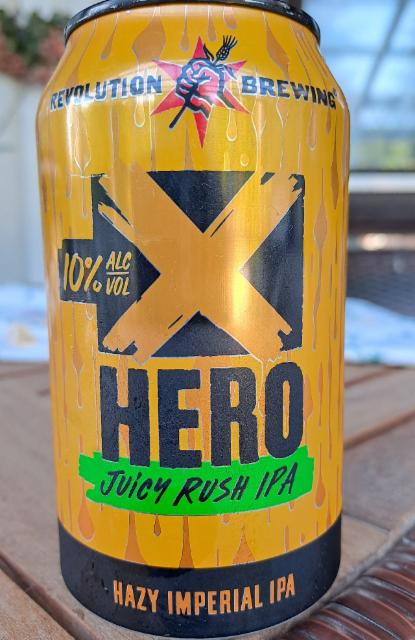 REVOLUTION BREWING
X
10% ALC VOL
HERO
JUICY RUSH IPA
HAZY IMPERIAL IPA